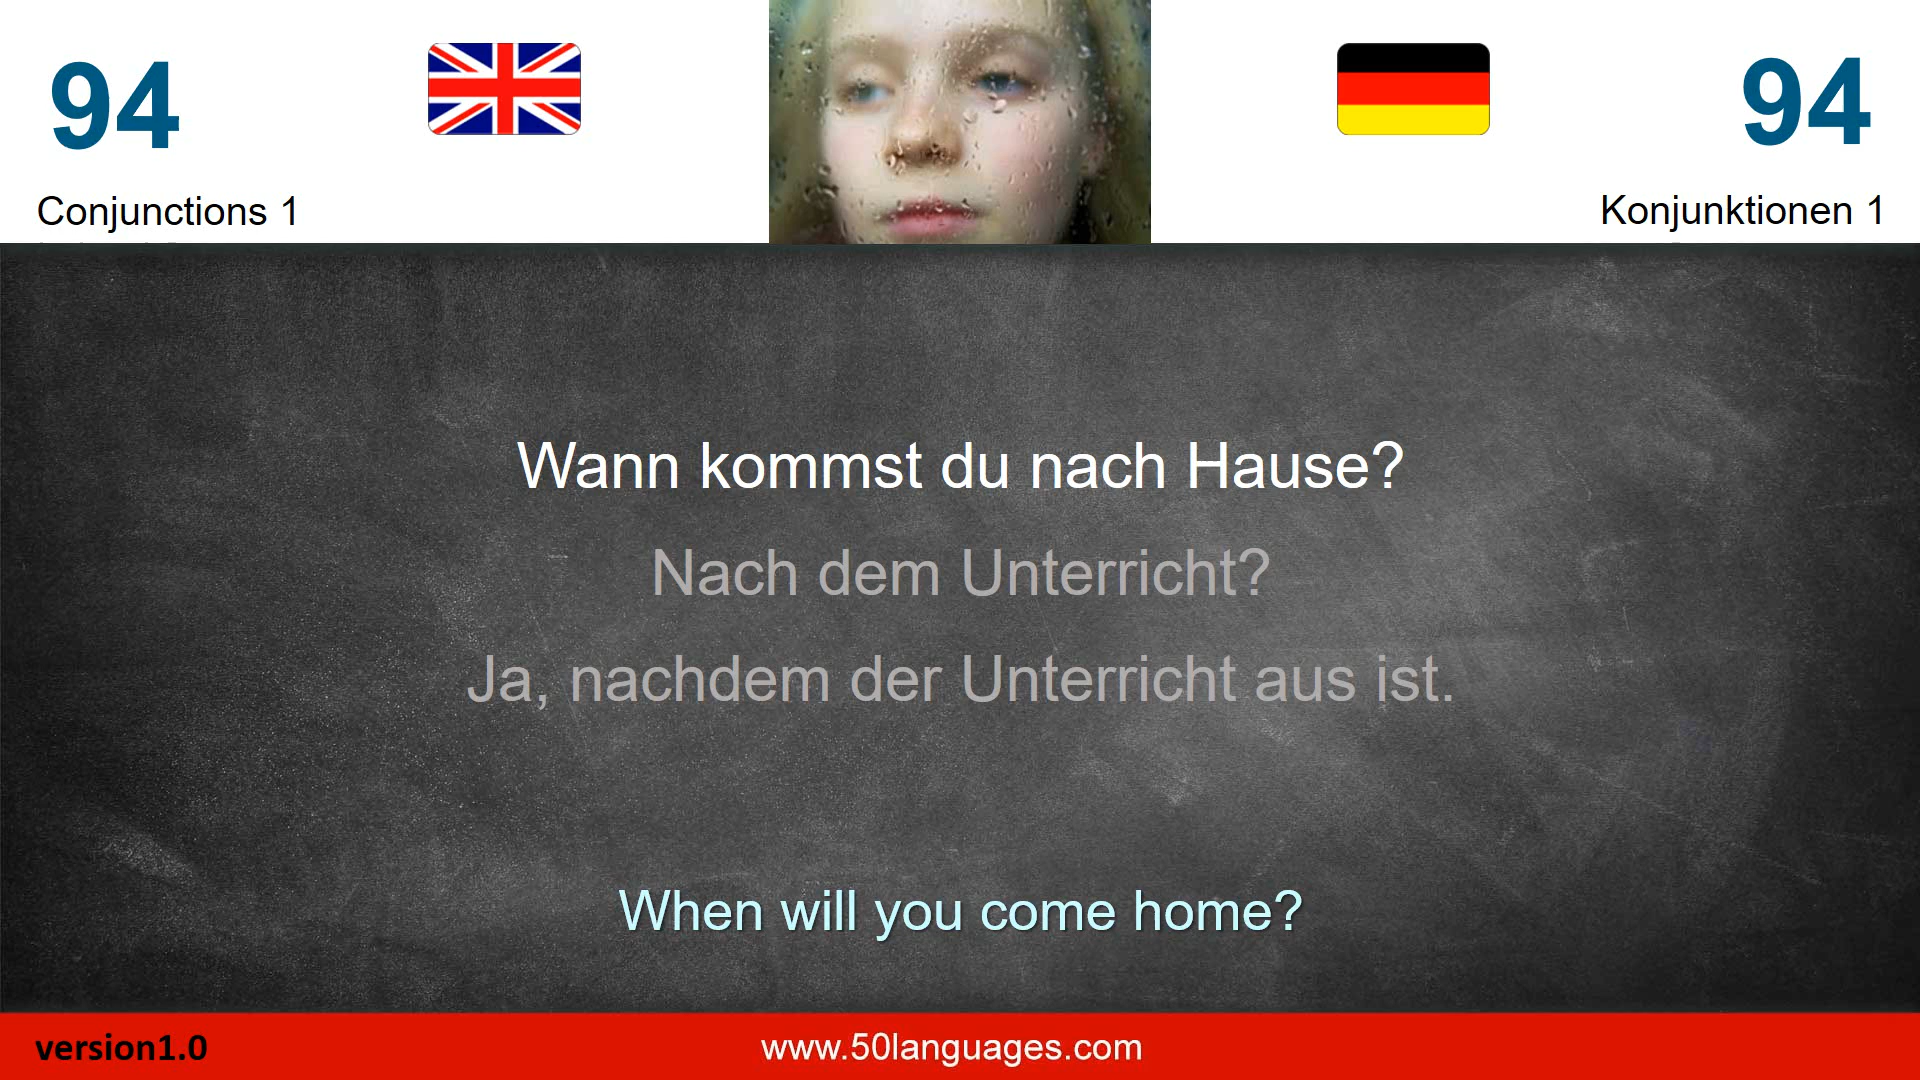 94
94
Conjunctions 1
Konjunktionen 1
Wann kommst du nach Hause?
Nach dem Unterricht?
Ja, nachdem der Unterricht aus ist.
When will you come home?
version1.0
www.50languages.com